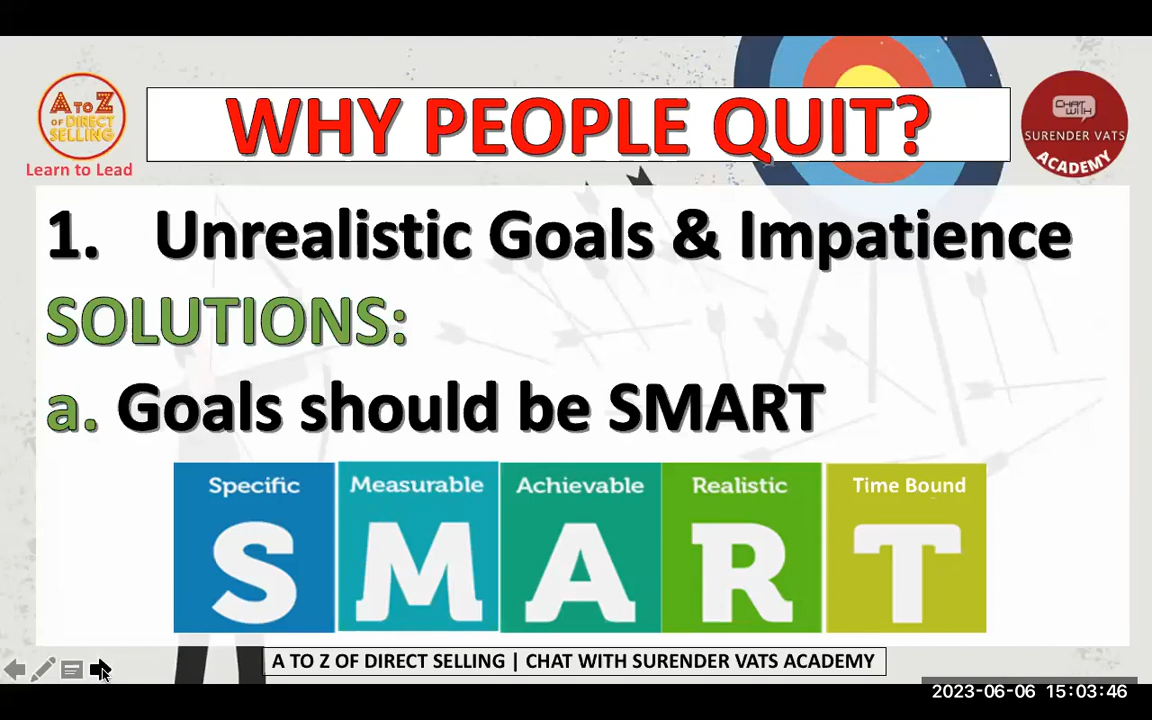 A TO Z
OF DIRECT
SELLING
Learn to Lead
WHY PEOPLE QUIT?
CHAT
WITH
SURENDER VATS
ACADEMY
1. Unrealistic Goals & Impatience
SOLUTIONS:
a. Goals should be SMART
Specific Measurable Achievable Realistic Time Bound
S M A R T
A TO Z OF DIRECT SELLING | CHAT WITH SURENDER VATS ACADEMY
2023-06-06 15:03:46